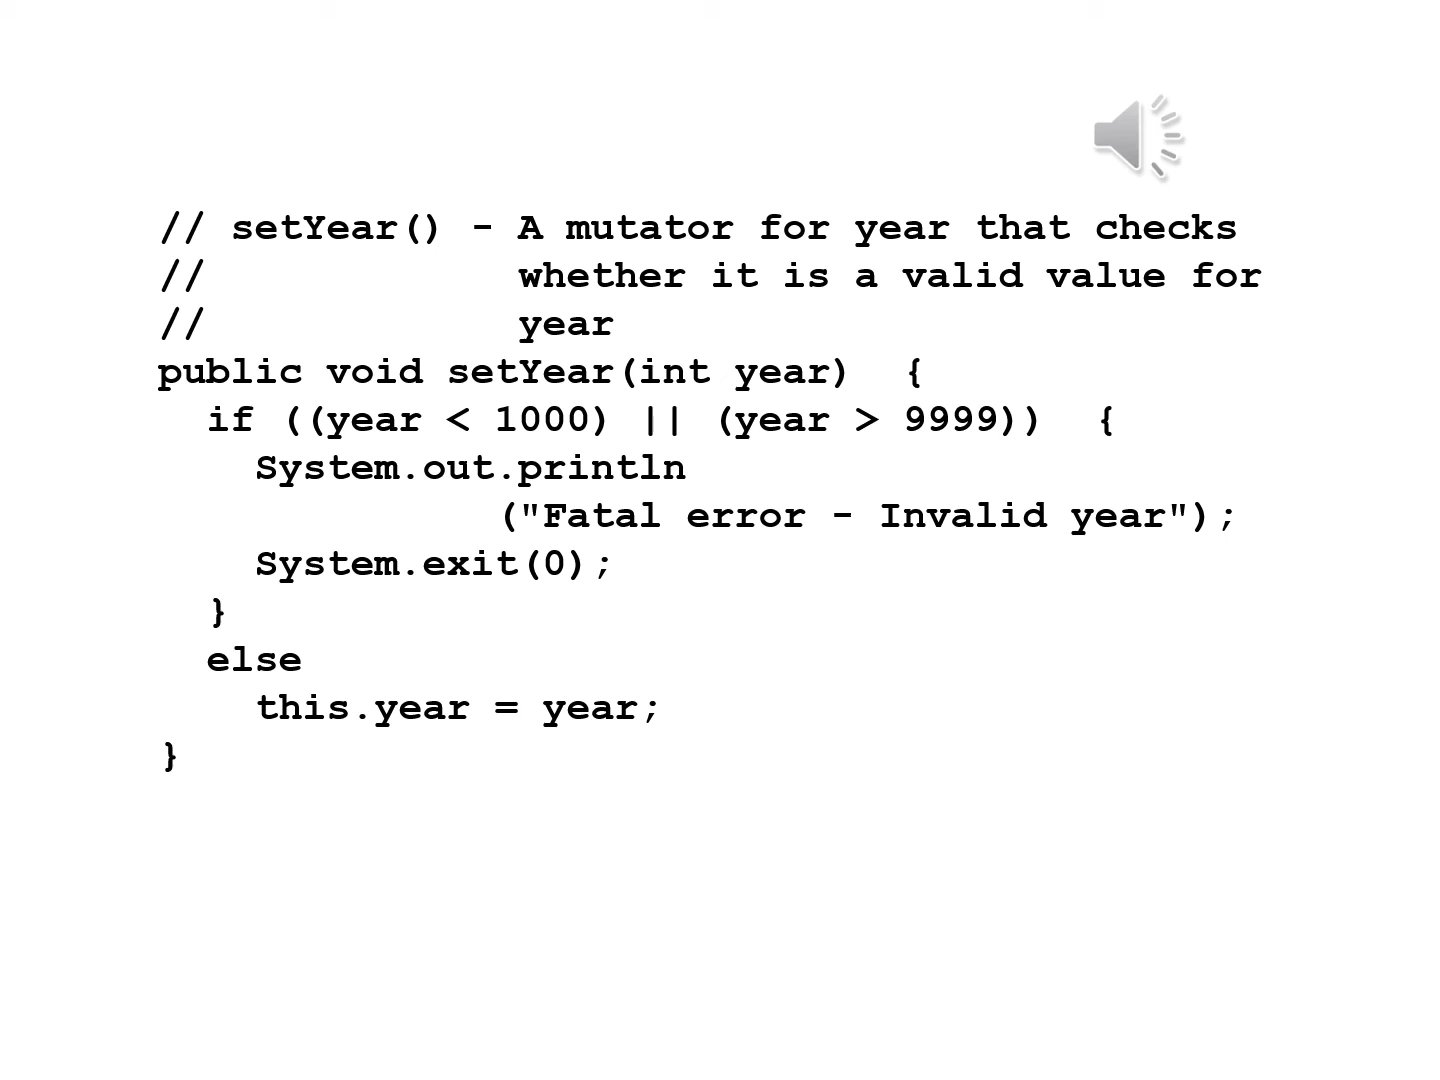 // setYear() - A mutator for year that checks
//             whether it is a valid value for
//             year
public void setYear(int year)  {
  if ((year < 1000) || (year > 9999))  {
    System.out.println
              ("Fatal error - Invalid year");
    System.exit(0);
  }
  else
    this.year = year;
}